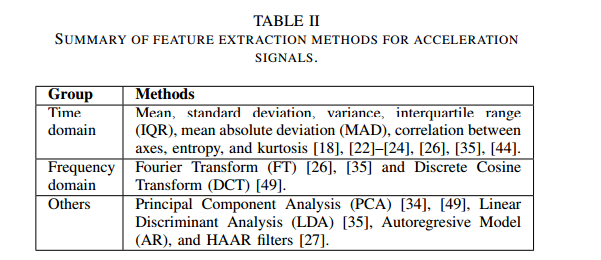 TABLE II
SUMMARY OF FEATURE EXTRACTION METHODS FOR ACCELERATION
SIGNALS.
Group Methods
Time Mean, standard deviation, variance, interquartile range
domain (IQR), mean absolute deviation (MAD), correlation between
axes, entropy, and kurtosis [18], [22]–[24], [26], [35], [44].
Frequency Fourier Transform (FT) [26], [35] and Discrete Cosine
domain Transform (DCT) [49].
Others Principal Component Analysis (PCA) [34], [49], Linear
Discriminant Analysis (LDA) [35], Autoregresive Model
(AR), and HAAR filters [27].